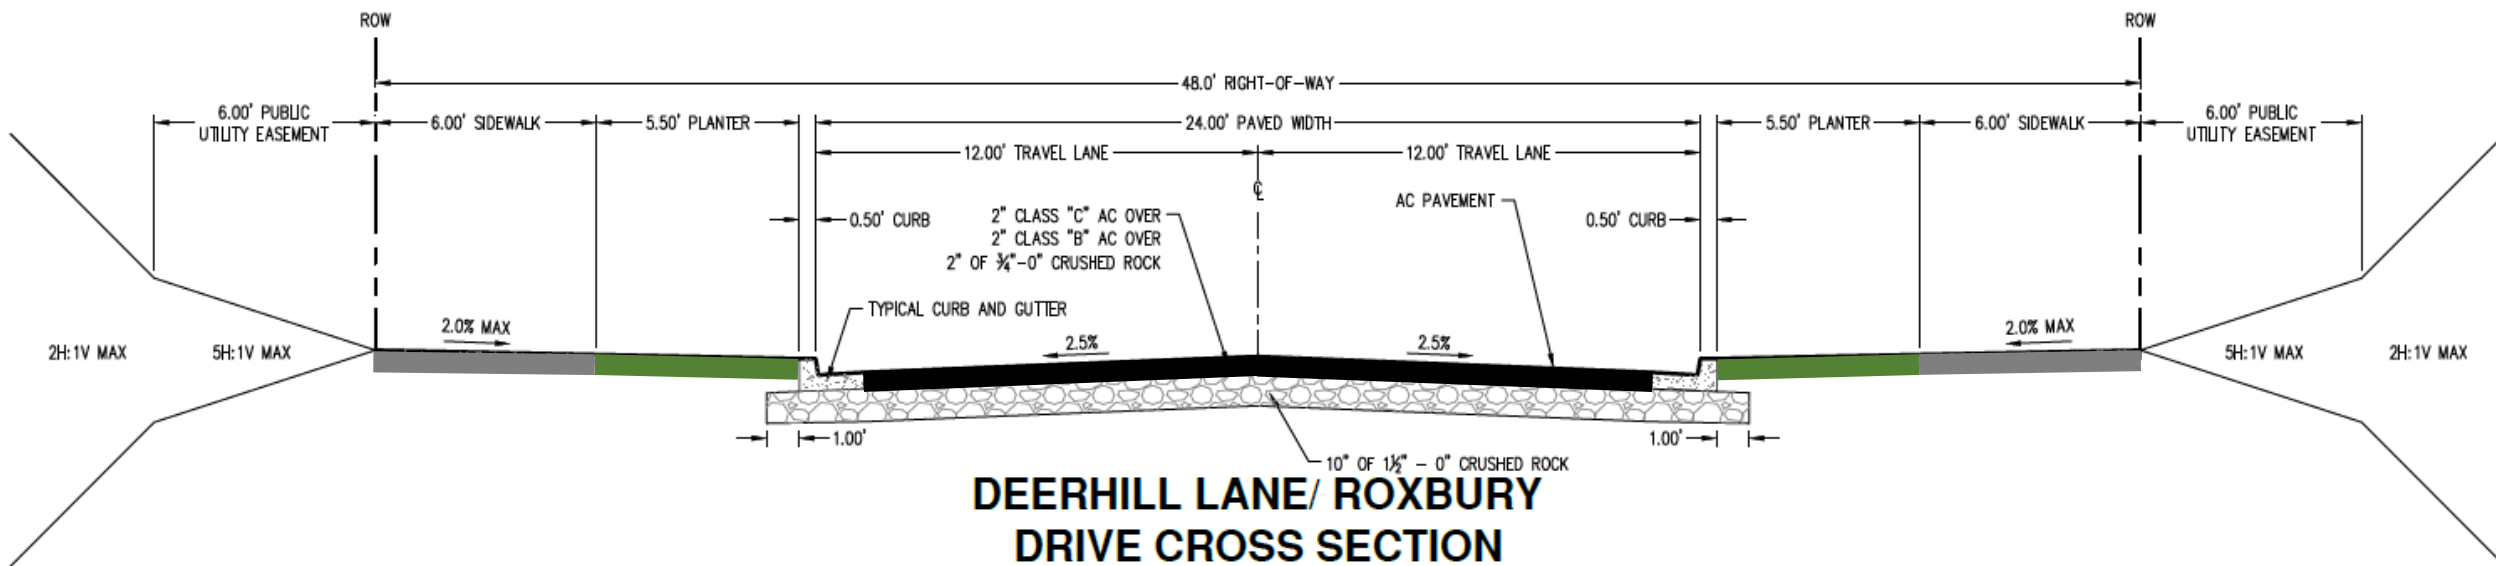 ROW
ROW
48.0' RIGHT-OF-WAY
6.00' PUBLIC
UTILITY EASEMENT
6.00' SIDEWALK
5.50' PLANTER
24.00' PAVED WIDTH
5.50' PLANTER
6.00' SIDEWALK
6.00' PUBLIC
UTILITY EASEMENT
12.00' TRAVEL LANE
12.00' TRAVEL LANE
℄
AC PAVEMENT
0.50' CURB
2" CLASS "C" AC OVER
2" CLASS "B" AC OVER
2" OF ¾"-0" CRUSHED ROCK
0.50' CURB
TYPICAL CURB AND GUTTER
2.0% MAX
2.5%
2.5%
2.0% MAX
2H:1V MAX
5H:1V MAX
5H:1V MAX
2H:1V MAX
1.00'
1.00'
10" OF 1½" - 0" CRUSHED ROCK
DEERHILL LANE/ ROXBURY
DRIVE CROSS SECTION